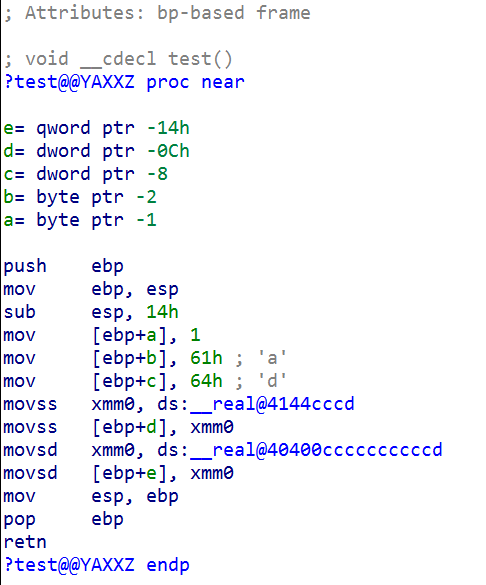 ; Attributes: bp-based frame
; void __cdecl test()
?test@@YAXXZ proc near
e= qword ptr -14h
d= dword ptr -0Ch
c= dword ptr -8
b= byte ptr -2
a= byte ptr -1
push    ebp
mov     ebp, esp
sub     esp, 14h
mov     [ebp+a], 1
mov     [ebp+b], 61h ; 'a'
mov     [ebp+c], 64h ; 'd'
movss   xmm0, ds:__real@4144cccd
movss   [ebp+d], xmm0
movsd   xmm0, ds:__real@40400ccccccccccd
movsd   [ebp+e], xmm0
mov     esp, ebp
pop     ebp
retn
?test@@YAXXZ endp